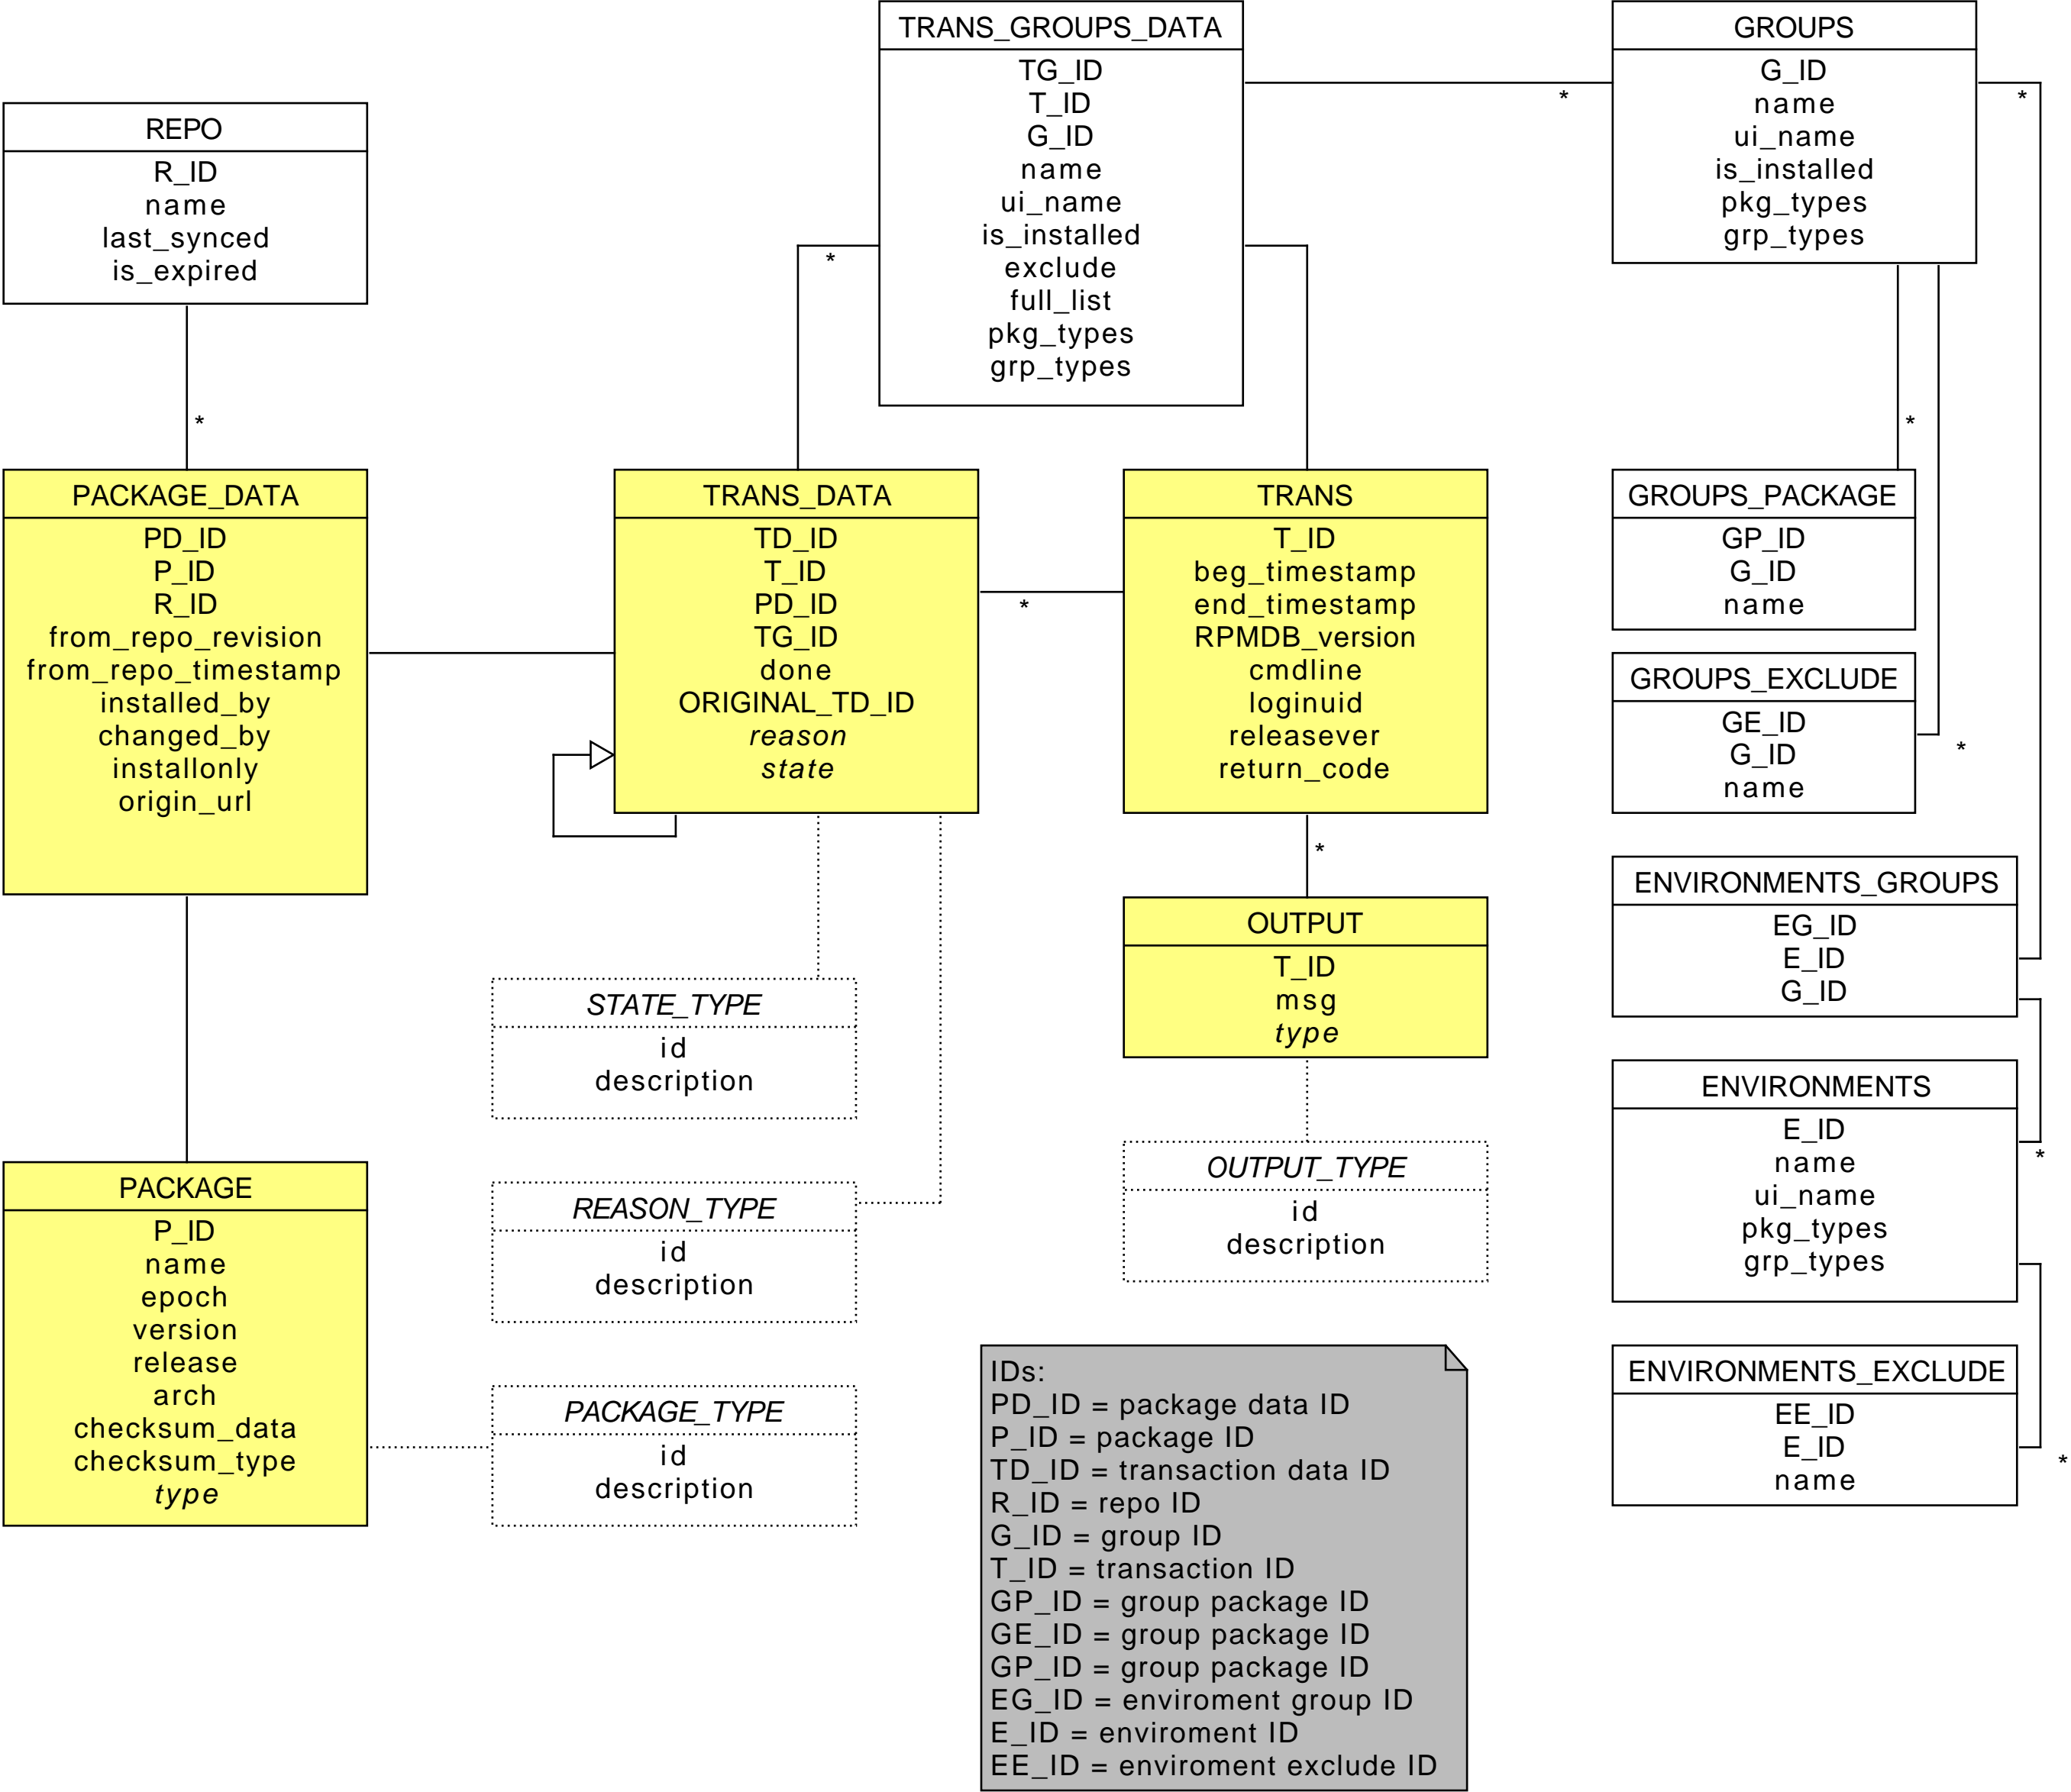 TRANS_GROUPS_DATA
TG_ID
T_ID
G_ID
name
ui_name
is_installed
exclude
full_list
pkg_types
grp_types
*
GROUPS
G_ID
name
ui_name
is_installed
pkg_types
grp_types
*
*
REPO
R_ID
name
last_synced
is_expired
*
*
*
PACKAGE_DATA
PD_ID
P_ID
R_ID
from_repo_revision
from_repo_timestamp
installed_by
changed_by
installonly
origin_url
TRANS_DATA
TD_ID
T_ID
PD_ID
TG_ID
done
ORIGINAL_TD_ID
reason
state
*
TRANS
T_ID
beg_timestamp
end_timestamp
RPMDB_version
cmdline
loginuid
releasever
return_code
*
GROUPS_PACKAGE
GP_ID
G_ID
name
GROUPS_EXCLUDE
GE_ID
G_ID
name
*
OUTPUT
T_ID
msg
type
ENVIRONMENTS_GROUPS
EG_ID
E_ID
G_ID
STATE_TYPE
id
description
ENVIRONMENTS
E_ID
name
ui_name
pkg_types
grp_types
*
PACKAGE
P_ID
name
epoch
version
release
arch
checksum_data
checksum_type
type
REASON_TYPE
id
description
OUTPUT_TYPE
id
description
PACKAGE_TYPE
id
description
IDs:
PD_ID = package data ID
P_ID = package ID
TD_ID = transaction data ID
R_ID = repo ID
G_ID = group ID
T_ID = transaction ID
GP_ID = group package ID
GE_ID = group package ID
GP_ID = group package ID
EG_ID = enviroment group ID
E_ID = enviroment ID
EE_ID = enviroment exclude ID
ENVIRONMENTS_EXCLUDE
EE_ID
E_ID
name
*